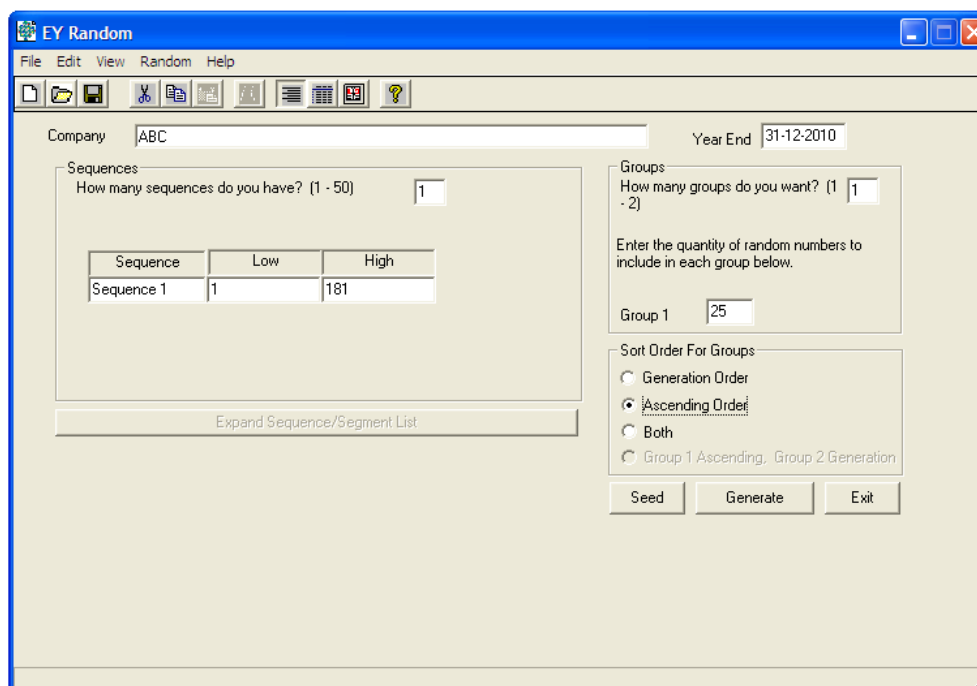 EY Random
File Edit View Random Help
Company ABC
Year End 31-12-2010
Sequences
How many sequences do you have? (1 - 50) 1
Sequence Low High
Sequence 1 1 181
Expand Sequence/Segment List
Groups
How many groups do you want? (1 1
- 2)
Enter the quantity of random numbers to
include in each group below.
Group 1 25
Sort Order For Groups
Generation Order
Ascending Order
Both
Group 1 Ascending, Group 2 Generation
Seed Generate Exit